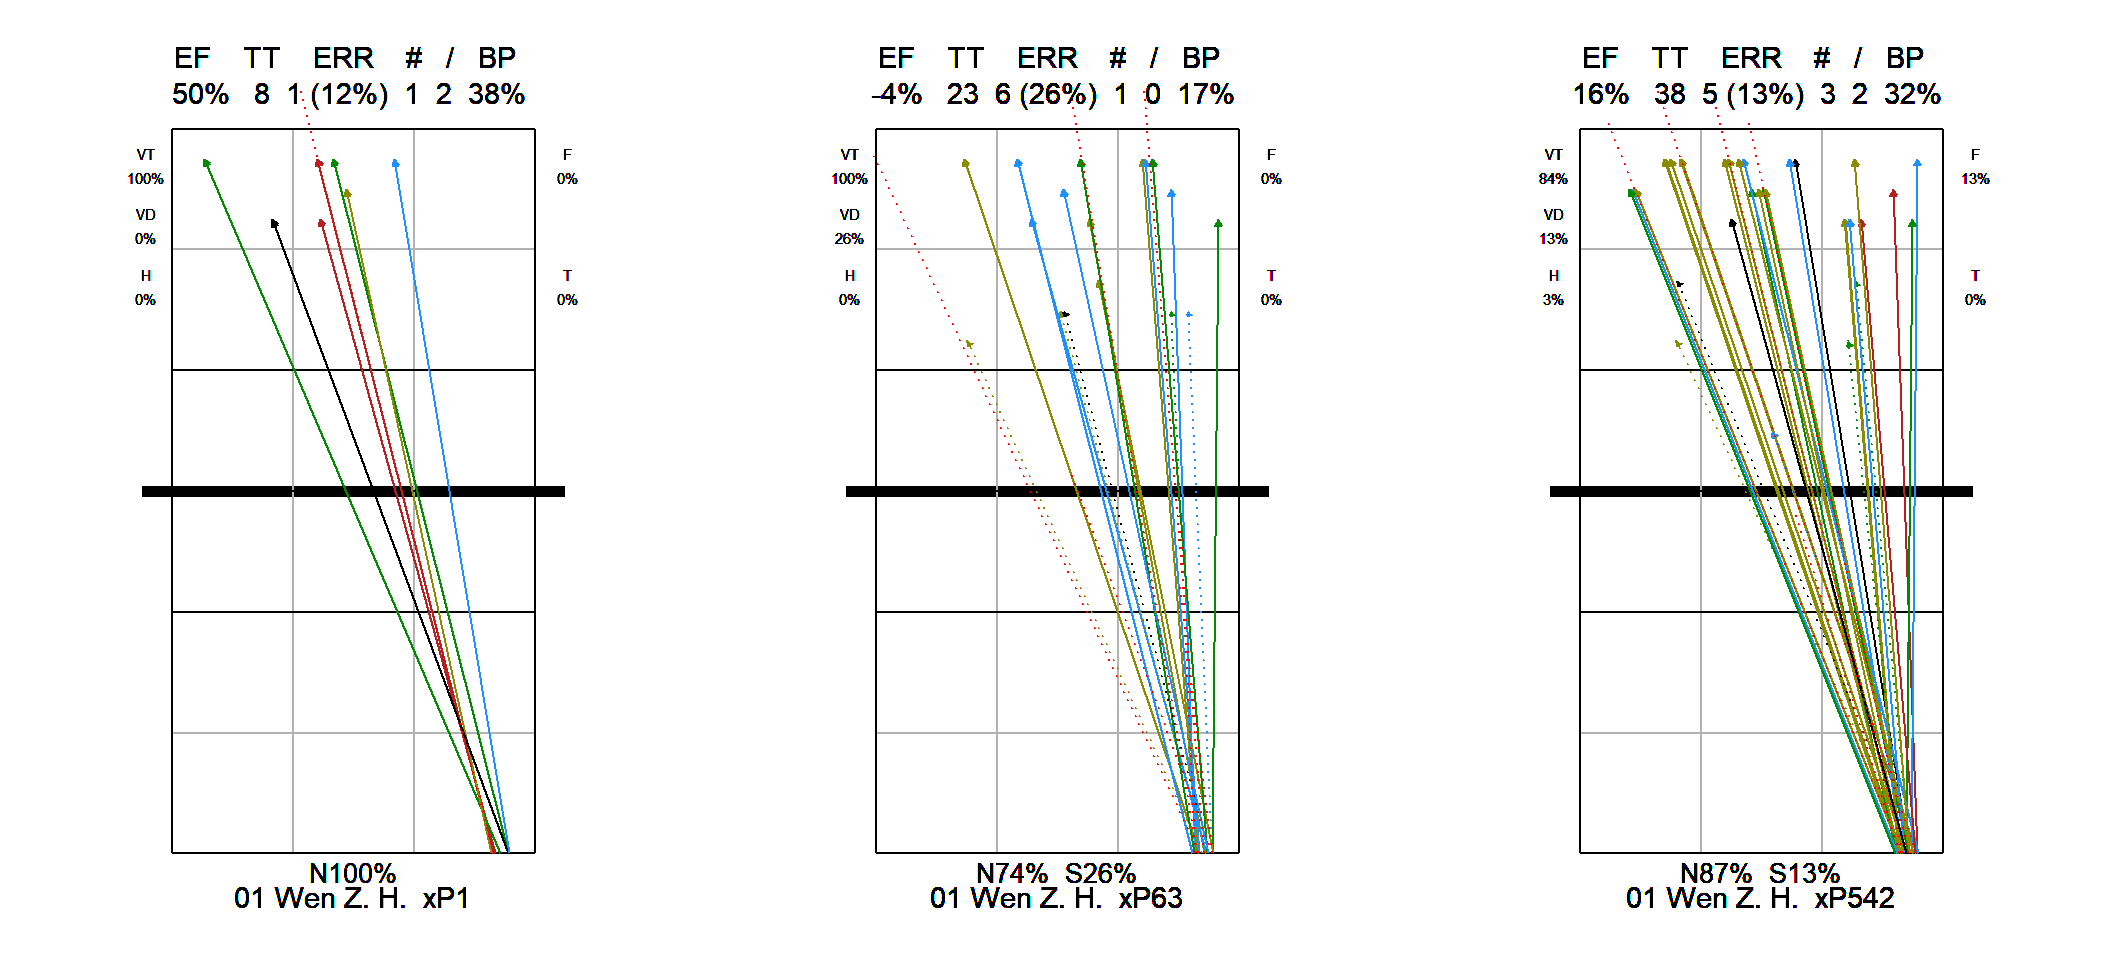 EF TT ERR # / BP
50% 8 1 (12%) 1 2 38%
VT
100%
VD
0%
H
0%
F
0%
T
0%
N100%
01 Wen Z. H. xP1
EF TT ERR # / BP
-4% 23 6 (26%) 1 0 17%
VT
100%
VD
26%
H
0%
F
0%
T
0%
N74% S26%
01 Wen Z. H. xP63
EF TT ERR # / BP
16% 38 5 (13%) 3 2 32%
VT
84%
VD
13%
H
3%
F
13%
T
0%
N87% S13%
01 Wen Z. H. xP542